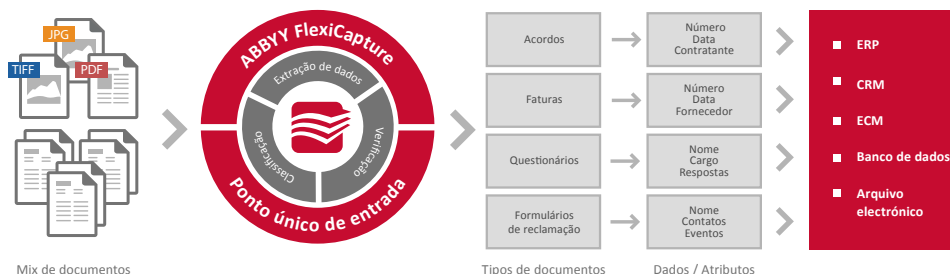 JPG
TIFF
PDF
Mix de documentos
ABBYY FlexiCapture
Extração de dados
Classificação
Verificação
Ponto único de entrada
Acordos
Faturas
Questionários
Formulários
de reclamação
Tipos de documentos
Número
Data
Contratante
Número
Data
Fornecedor
Nome
Cargo
Respostas
Nome
Contatos
Eventos
Dados / Atributos
ERP
CRM
ECM
Banco de dados
Arquivo
electrónico